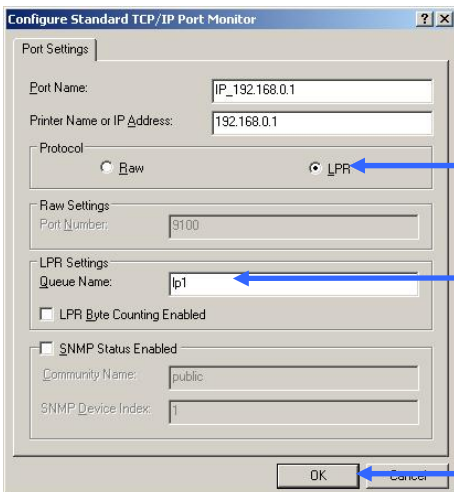 Configure Standard TCP/IP Port Monitor
Port Settings
Port Name: IP_192.168.0.1
Printer Name or IP Address: 192.168.0.1
Protocol
Raw LPR
Raw Settings
Port Number: 9100
LPR Settings
Queue Name: lp1
LPR Byte Counting Enabled
SNMP Status Enabled
Community Name: public
SNMP Device Index: 1
OK Cancel